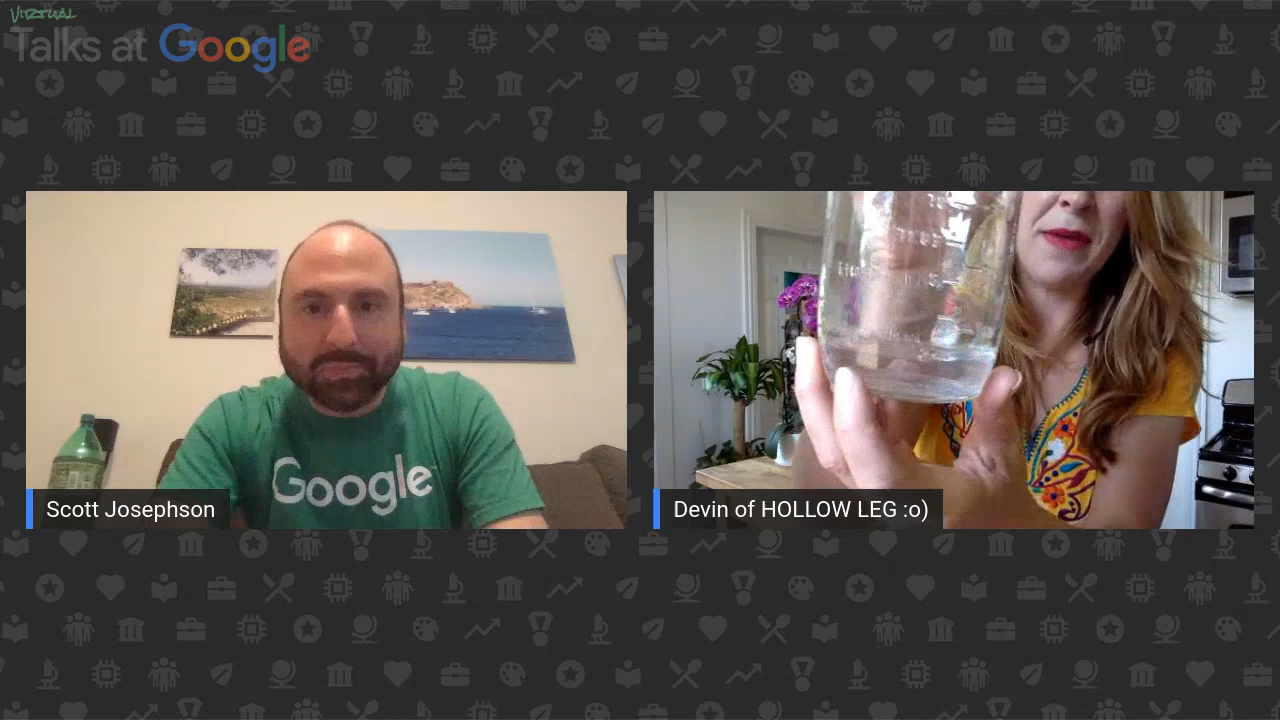 VIRTUAL
Talks at Google
Google
Scott Josephson
Devin of HOLLOW LEG :o)